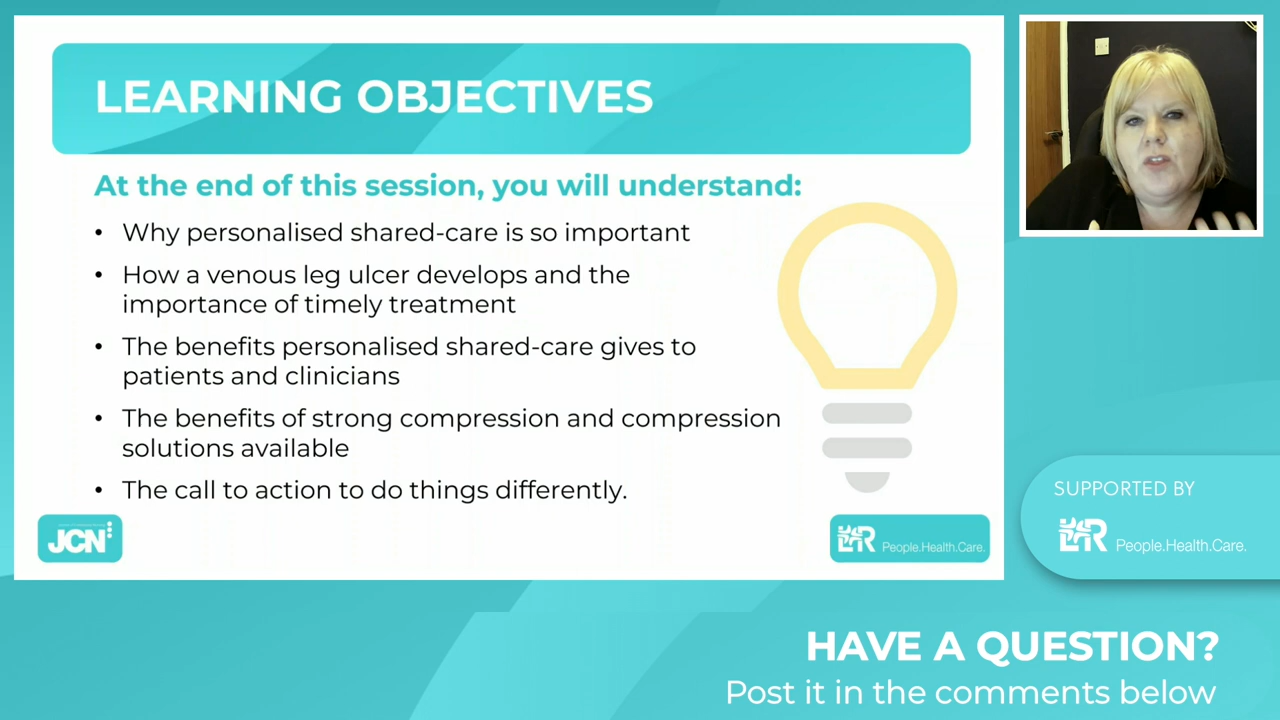 LEARNING OBJECTIVES
At the end of this session, you will understand:
• Why personalised shared-care is so important
• How a venous leg ulcer develops and the
importance of timely treatment
• The benefits personalised shared-care gives to
patients and clinicians
• The benefits of strong compression and compression
solutions available
• The call to action to do things differently.
JCN
L&R People.Health.Care.
SUPPORTED BY
L&R People.Health.Care.
HAVE A QUESTION?
Post it in the comments below